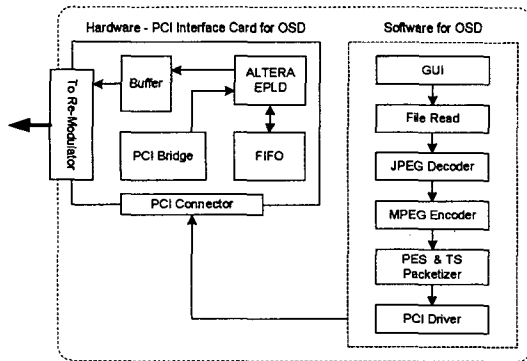 Hardware - PCI Interface Card for OSD
Software for OSD
To Re-Modulator
Buffer
ALTERA
EPLD
PCI Bridge
FIFO
PCI Connector
GUI
File Read
JPEG Decoder
MPEG Encoder
PES & TS
Packetizer
PCI Driver